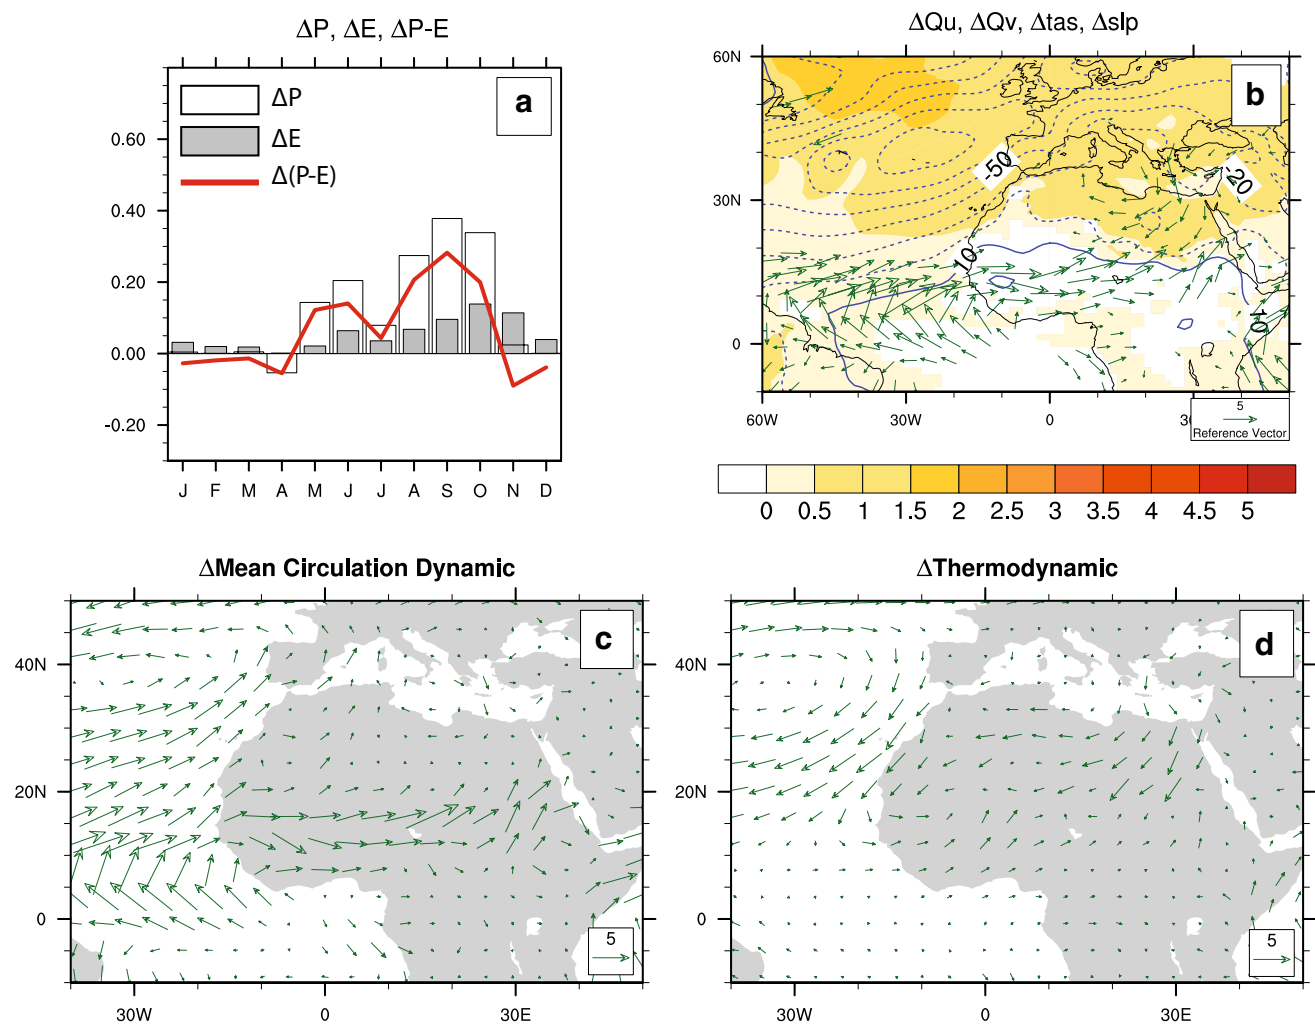 ΔP, ΔE, ΔP-E
a
ΔP
ΔE
Δ(P-E)
0.60
0.40
0.20
0.00
-0.20
J F M A M J J A S O N D
ΔQu, ΔQv, Δtas, Δslp
b
60N
30N
0
-50
-20
10
10
60W 30W 0
5
Reference Vector
0 0.5 1 1.5 2 2.5 3 3.5 4 4.5 5
ΔMean Circulation Dynamic
c
40N
20N
0
5
30W 0 30E
ΔThermodynamic
d
40N
20N
0
5
30W 0 30E